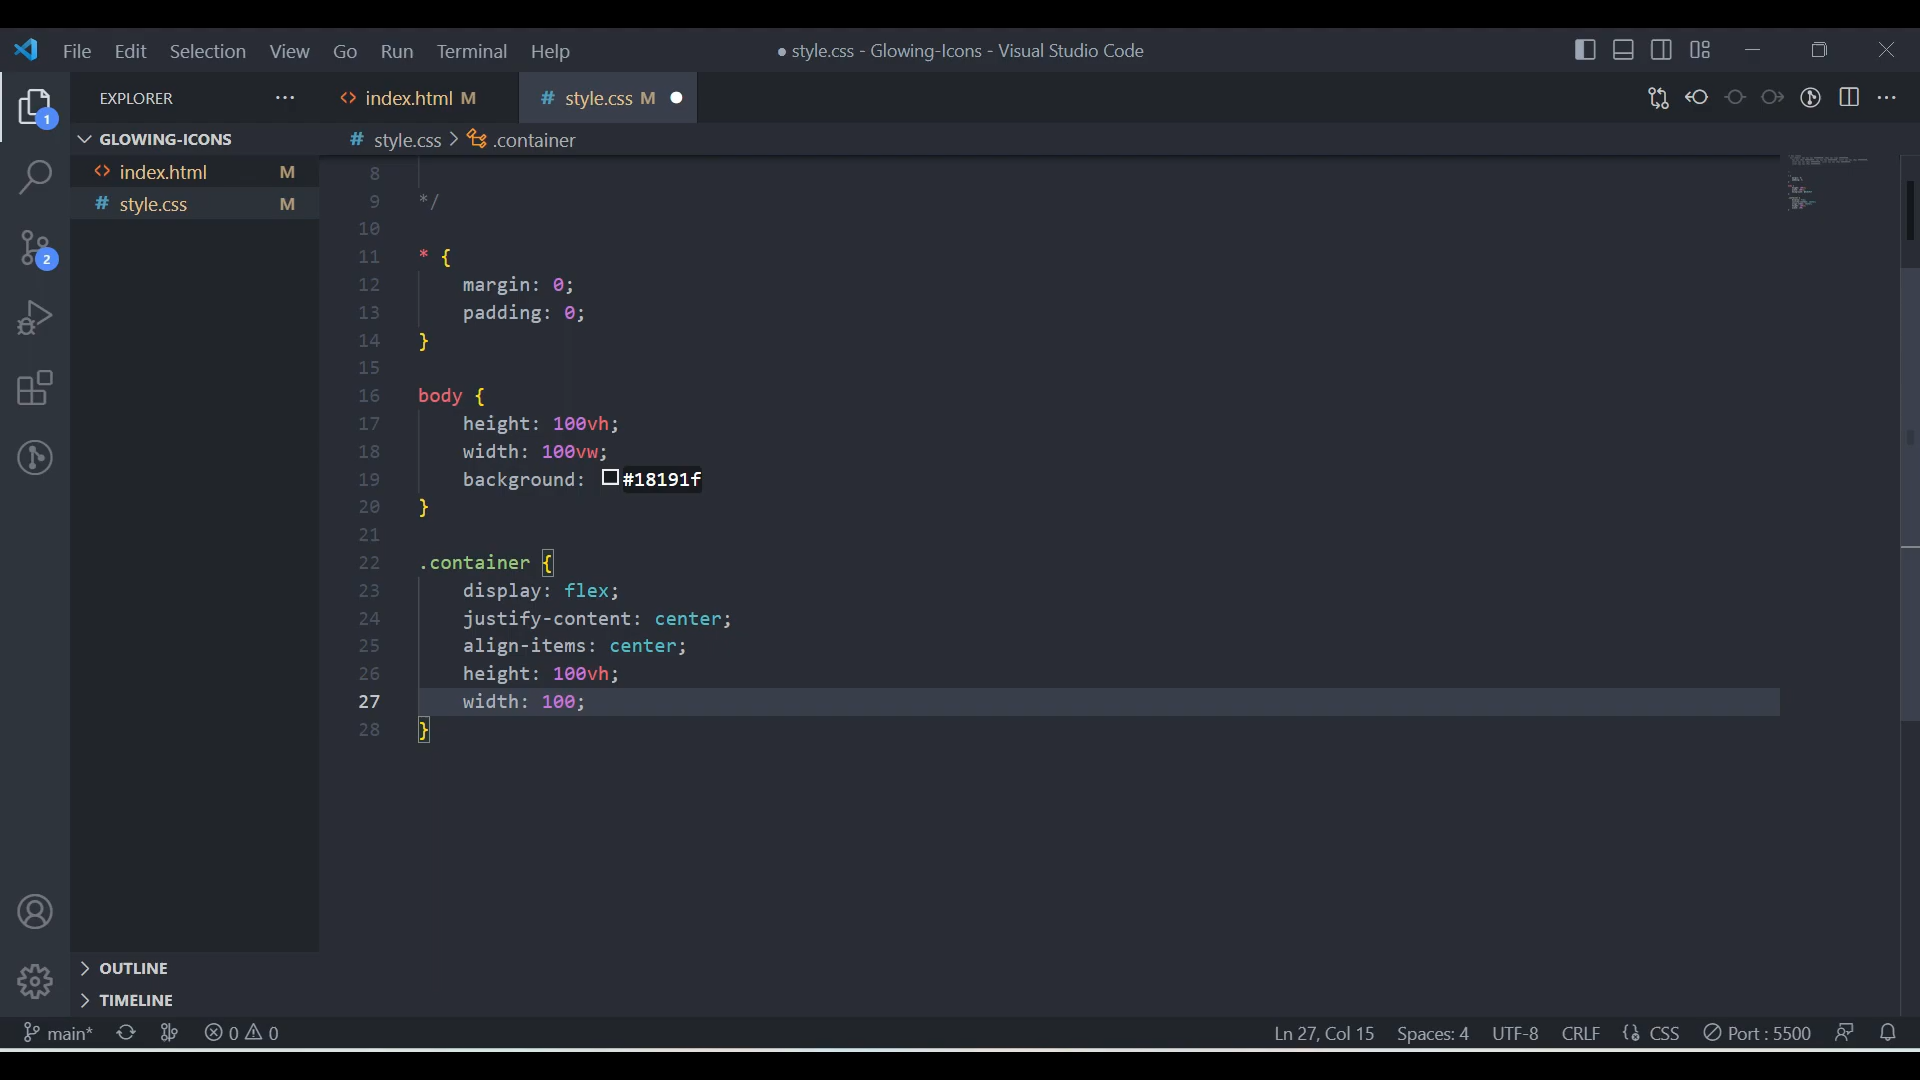 File Edit Selection View Go Run Terminal Help
● style.css - Glowing-Icons - Visual Studio Code
EXPLORER
index.html M
# style.css M
1
GLOWING-ICONS
# style.css > .container
index.html M
# style.css M
2
8
9 */
10
11 * {
12 margin: 0;
13 padding: 0;
14 }
15
16 body {
17 height: 100vh;
18 width: 100vw;
19 background: #18191f
20 }
21
22 .container {
23 display: flex;
24 justify-content: center;
25 align-items: center;
26 height: 100vh;
27 width: 100;
28 }
OUTLINE
TIMELINE
main* 0 0 Ln 27, Col 15 Spaces: 4 UTF-8 CRLF {} CSS Port : 5500